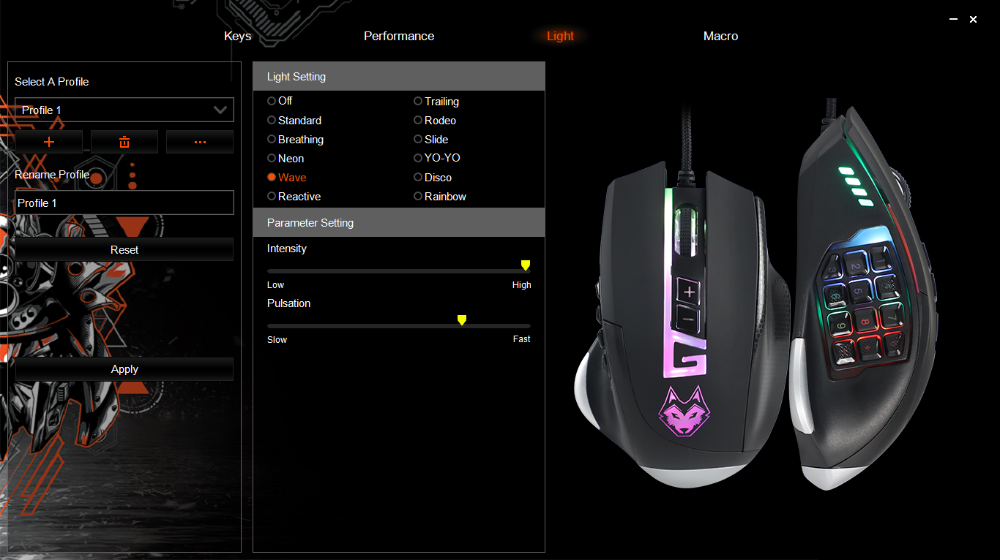 Keys
Performance
Light
Macro
Select A Profile
Profile 1
Rename Profile
Profile 1
Reset
Apply
Light Setting
Off
Trailing
Standard
Rodeo
Breathing
Slide
Neon
YO-YO
Wave
Disco
Reactive
Rainbow
Parameter Setting
Intensity
Low
High
Pulsation
Slow
Fast